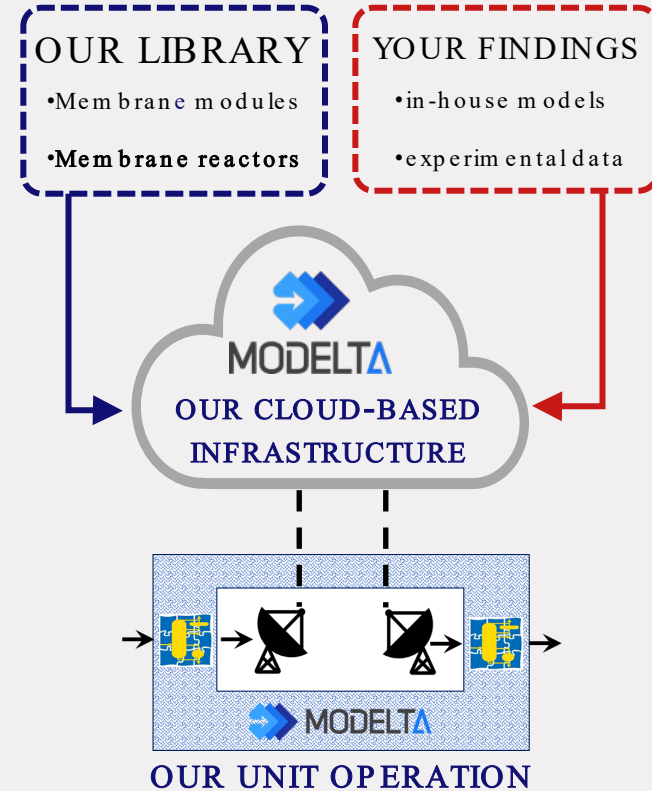 OUR LIBRARY
•Membrane modules
•Membrane reactors
YOUR FINDINGS
•in-house models
•experimental data
MODELTA
OUR CLOUD-BASED
INFRASTRUCTURE
MODELTA
OUR UNIT OPERATION